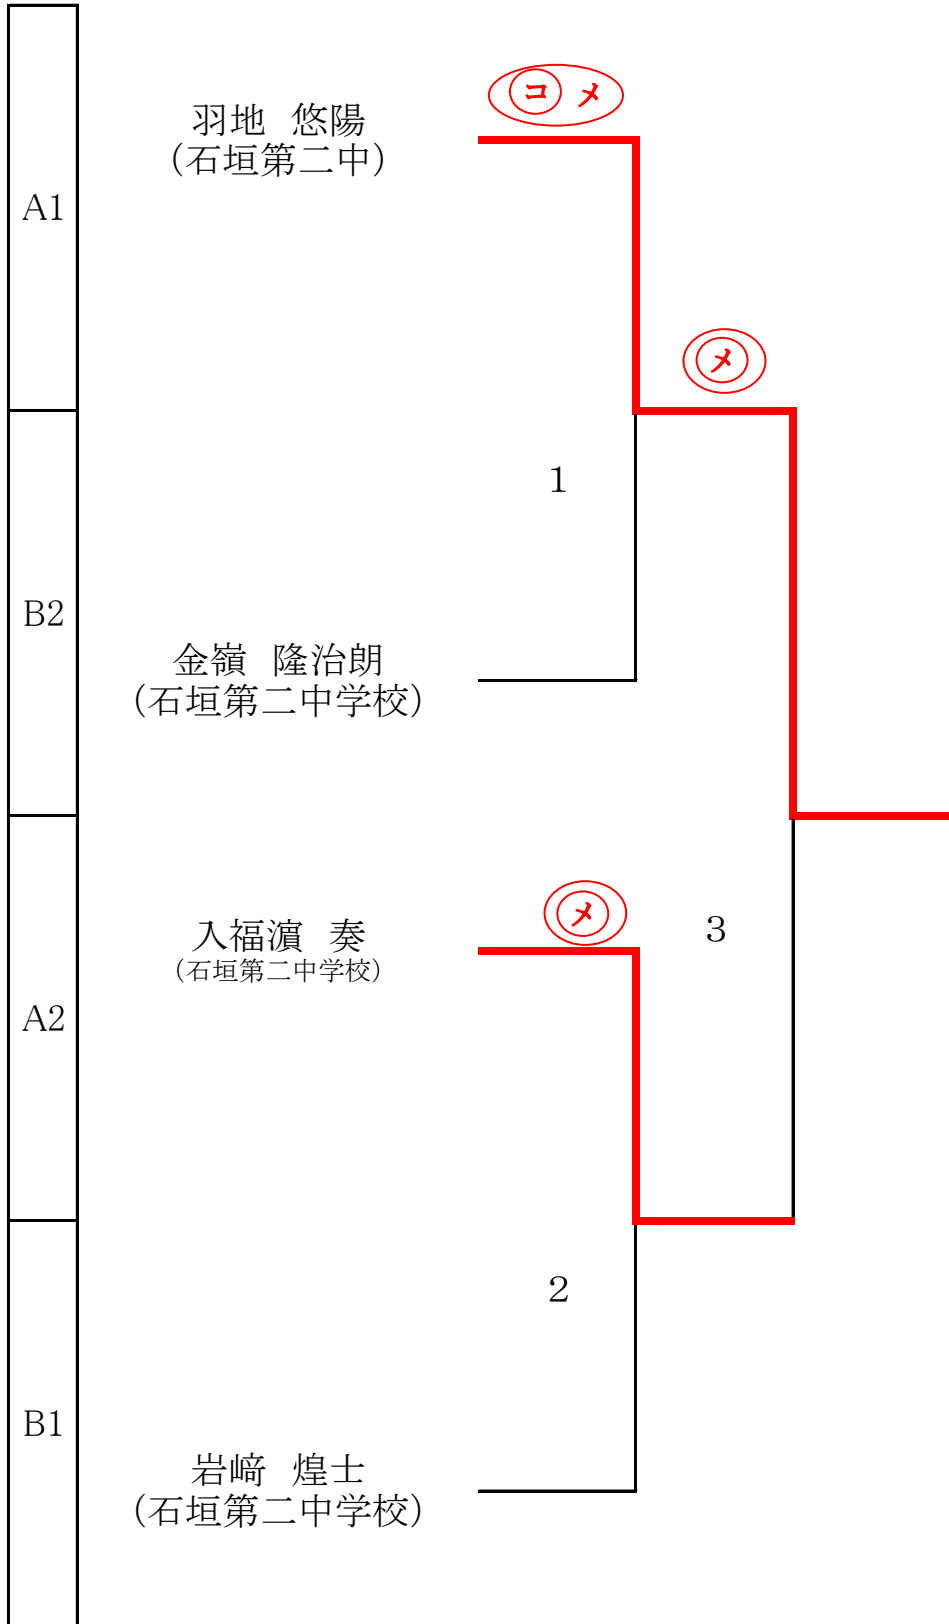 コ メ
羽地 悠陽
(石垣第二中)
A1
メ
1
B2
金嶺 隆治朗
(石垣第二中学校)
メ
入福濵 奏
(石垣第二中学校)
3
A2
2
B1
岩﨑 煌士
(石垣第二中学校)